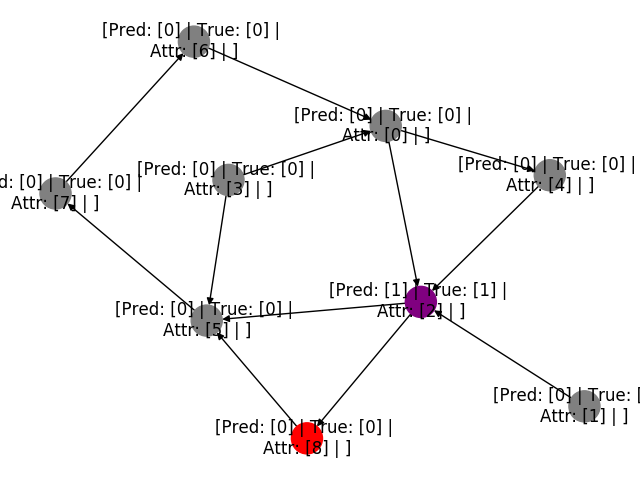 [Pred: [0] | True: [0] |
Attr: [6] | ]
[Pred: [0] | True: [0] |
Attr: [0] | ]
[Pred: [0] | True: [0] |
Attr: [4] | ]
[Pred: [0] | True: [0] |
Attr: [3] | ]
d: [0] | True: [0] |
Attr: [7] | ]
[Pred: [1] | True: [1] |
Attr: [2] | ]
[Pred: [0] | True: [0] |
Attr: [5] | ]
[Pred: [0] | True: [
Attr: [1] | ]
[Pred: [0] | True: [0] |
Attr: [8] | ]